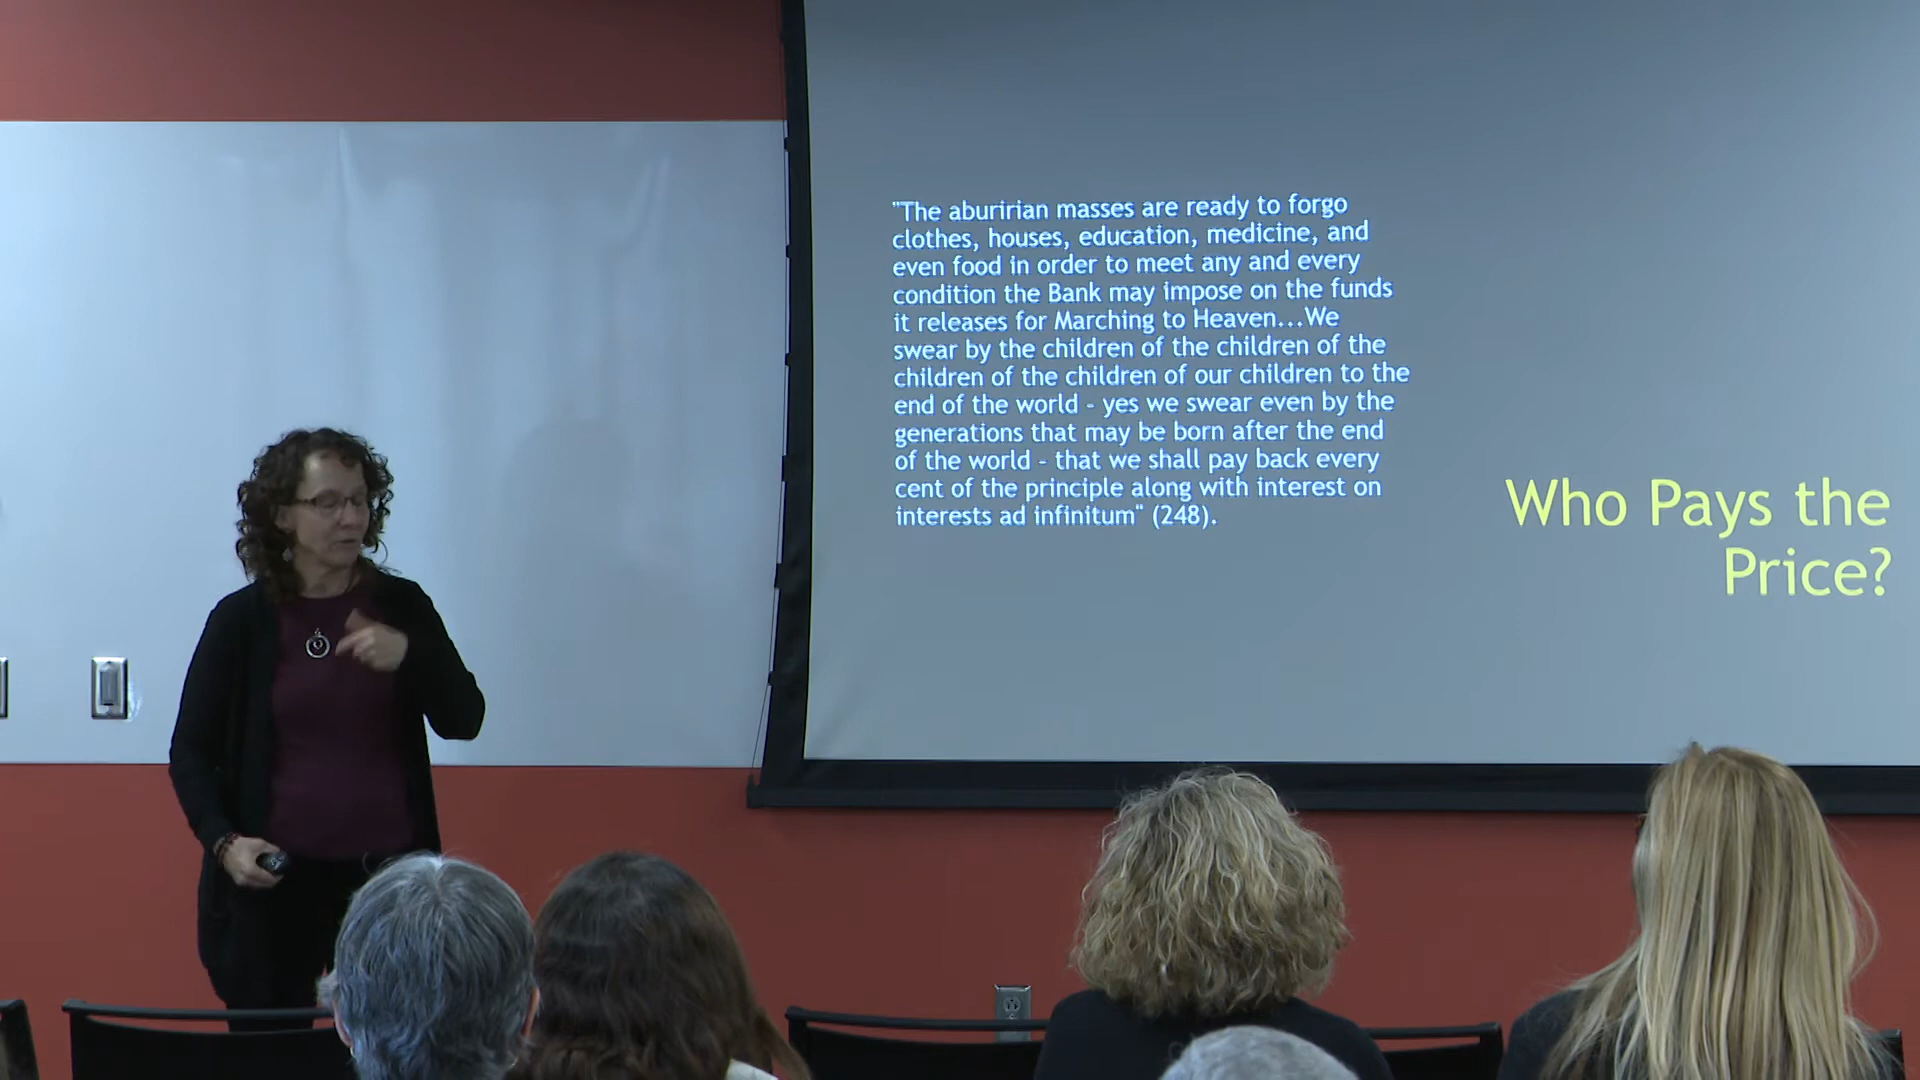 "The aburirian masses are ready to forgo
clothes, houses, education, medicine, and
even food in order to meet any and every
condition the Bank may impose on the funds
it releases for Marching to Heaven...We
swear by the children of the children of the
children of the children of our children to the
end of the world - yes we swear even by the
generations that may be born after the end
of the world - that we shall pay back every
cent of the principle along with interest on
interests ad infinitum" (248).
Who Pays the
Price?